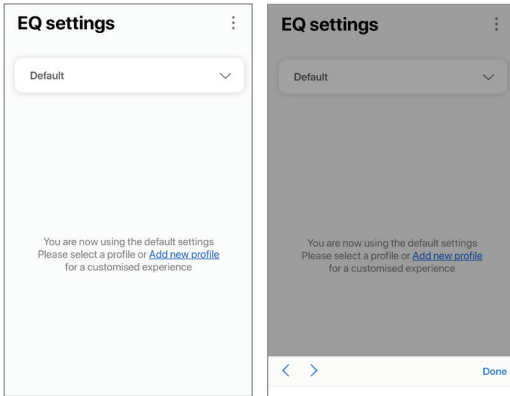 EQ settings
Default
You are now using the default settings
Please select a profile or Add new profile
for a customised experience
EQ settings
Default
You are now using the default settings
Please select a profile or Add new profile
for a customised experience
Done